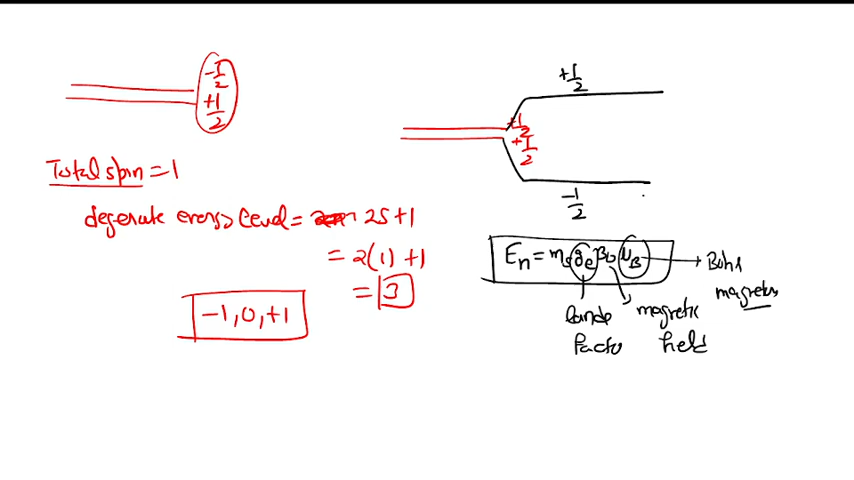 -1/2
+1/2
Total spin = 1
degenerate energy level = 2S+1
= 2(1) +1
= 3
-1, 0, +1
+1/2
+1/2
+1/2
-1/2
En = ms ge B0 μB → Bohr
magneton
lande
factor
magnetic
field